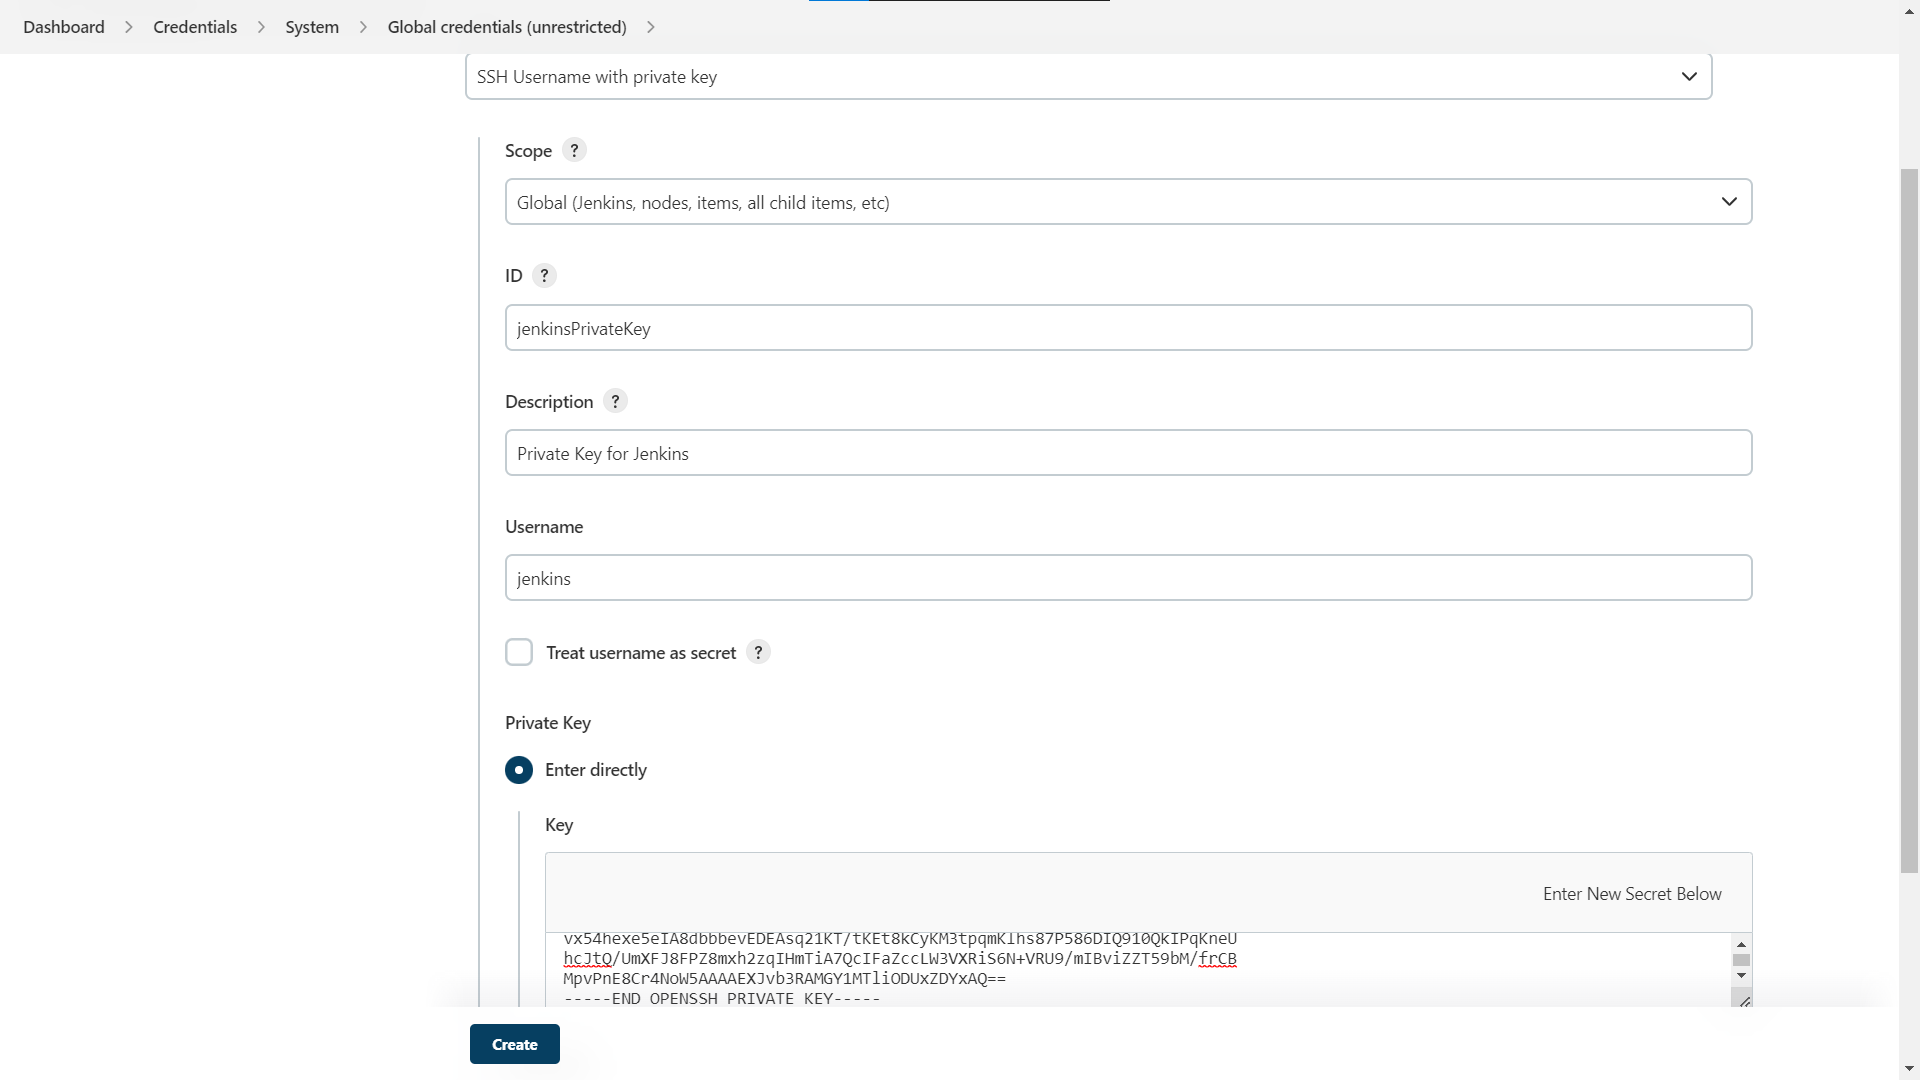 Dashboard > Credentials > System > Global credentials (unrestricted) >
SSH Username with private key
Scope ?
Global (Jenkins, nodes, items, all child items, etc)
ID ?
jenkinsPrivateKey
Description ?
Private Key for Jenkins
Username
jenkins
Treat username as secret ?
Private Key
Enter directly
Key
Enter New Secret Below
vx54hexe5eIA8dbbbevEDEAsq21KT/tKEt8kCyKM3tpqmKlhs87P586DIQ910QkIPqKneU
hcJtQ/UmXFJ8FPZ8mxh2zqIHmTiA7QcIFaZccLW3VXRiS6N+VRU9/mIBviZZT59bM/frCB
MpvPnE8Cr4NoW5AAAAEXJvb3RAMGY1MTliODUxZDYxAQ==
-----END OPENSSH PRIVATE KEY-----
Create